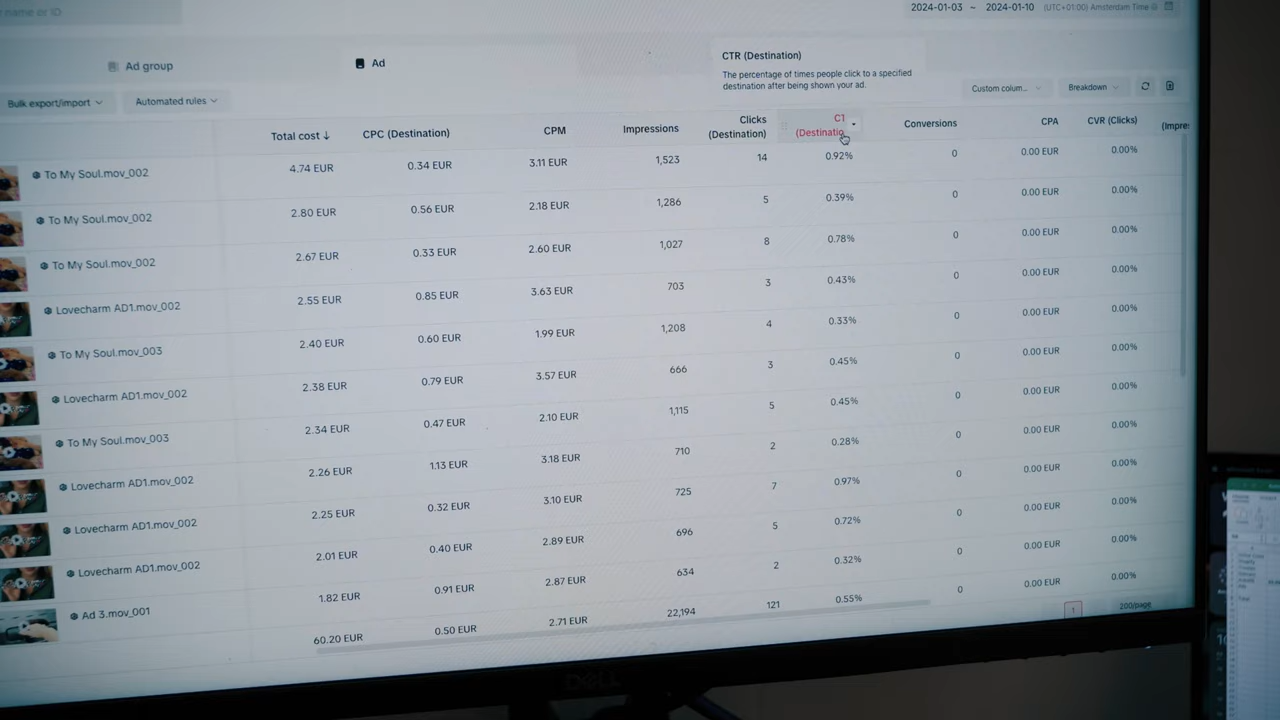 name or ID
2024-01-03 ~ 2024-01-10 (UTC+01:00) Amsterdam Time
Ad group
Ad
CTR (Destination)
The percentage of times people click to a specified
destination after being shown your ad.
Bulk export/import
Automated rules
Custom colum...
Breakdown
Total cost CPC (Destination) CPM Impressions Clicks (Destination) (Destinatio Conversions CPA CVR (Clicks) (Impre
To My Soul.mov_002 4.74 EUR 0.34 EUR 3.11 EUR 1,523 14 0.92% 0 0.00 EUR 0.00%
To My Soul.mov_002 2.80 EUR 0.56 EUR 2.18 EUR 1,286 5 0.39% 0 0.00 EUR 0.00%
To My Soul.mov_002 2.67 EUR 0.33 EUR 2.60 EUR 1,027 8 0.78% 0 0.00 EUR 0.00%
Lovecharm AD1.mov_002 2.55 EUR 0.85 EUR 3.63 EUR 703 3 0.43% 0 0.00 EUR 0.00%
To My Soul.mov_003 2.40 EUR 0.60 EUR 1.99 EUR 1,208 4 0.33% 0 0.00 EUR 0.00%
Lovecharm AD1.mov_002 2.38 EUR 0.79 EUR 3.57 EUR 666 3 0.45% 0 0.00 EUR 0.00%
To My Soul.mov_003 2.34 EUR 0.47 EUR 2.10 EUR 1,115 5 0.45% 0 0.00 EUR 0.00%
Lovecharm AD1.mov_002 2.26 EUR 1.13 EUR 3.18 EUR 710 2 0.28% 0 0.00 EUR 0.00%
Lovecharm AD1.mov_002 2.25 EUR 0.32 EUR 3.10 EUR 725 7 0.97% 0 0.00 EUR 0.00%
Lovecharm AD1.mov_002 2.01 EUR 0.40 EUR 2.89 EUR 696 5 0.72% 0 0.00 EUR 0.00%
Ad 3.mov_001 1.82 EUR 0.91 EUR 2.87 EUR 634 2 0.32% 0 0.00 EUR 0.00%
60.20 EUR 0.50 EUR 2.71 EUR 22,194 121 0.55% 0 0.00 EUR 0.00%
1 200/page
DELL